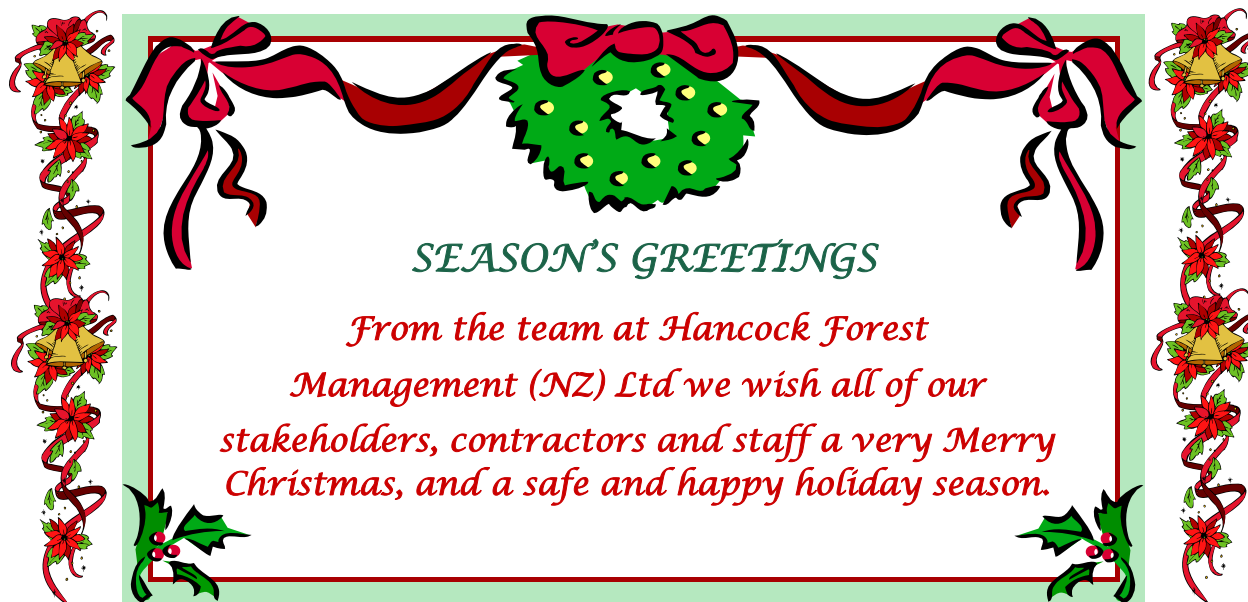 SEASON'S GREETINGS
From the team at Hancock Forest
Management (NZ) Ltd we wish all of our
stakeholders, contractors and staff a very Merry
Christmas, and a safe and happy holiday season.